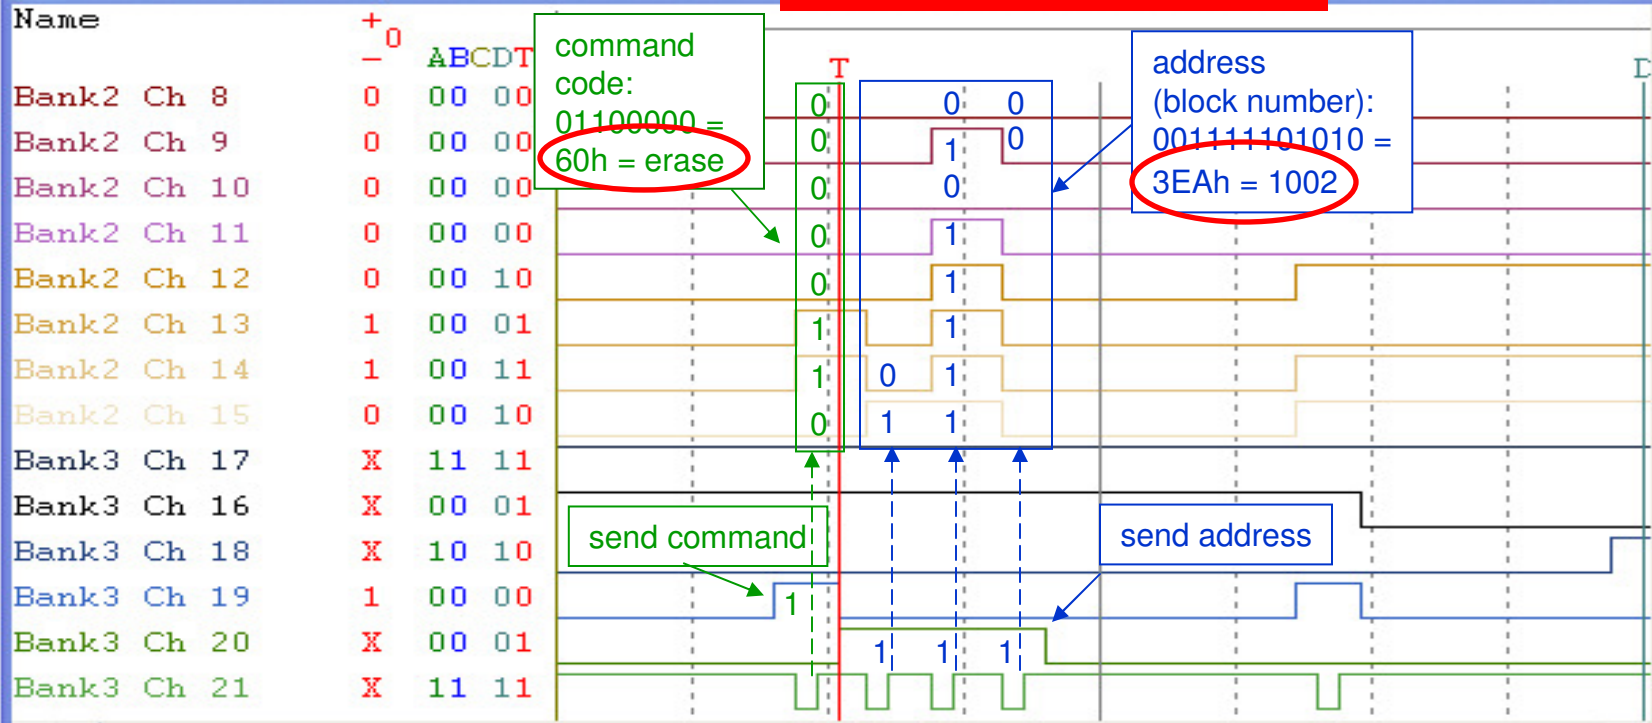 Name + 0 − ABCDT
T D
command
code:
01100000 =
60h = erase
address
(block number):
001111101010 =
3EAh = 1002
Bank2 Ch 8 0 00 00 0 0 0
Bank2 Ch 9 0 00 00 0 1 0
Bank2 Ch 10 0 00 00 0 0
Bank2 Ch 11 0 00 00 0 1
Bank2 Ch 12 0 00 10 0 1
Bank2 Ch 13 1 00 01 1 1
Bank2 Ch 14 1 00 11 1 0 1
Bank2 Ch 15 0 00 10 0 1 1
Bank3 Ch 17 X 11 11
Bank3 Ch 16 X 00 01
send command
send address
Bank3 Ch 18 X 10 10
Bank3 Ch 19 1 00 00 1
Bank3 Ch 20 X 00 01 1 1 1
Bank3 Ch 21 X 11 11